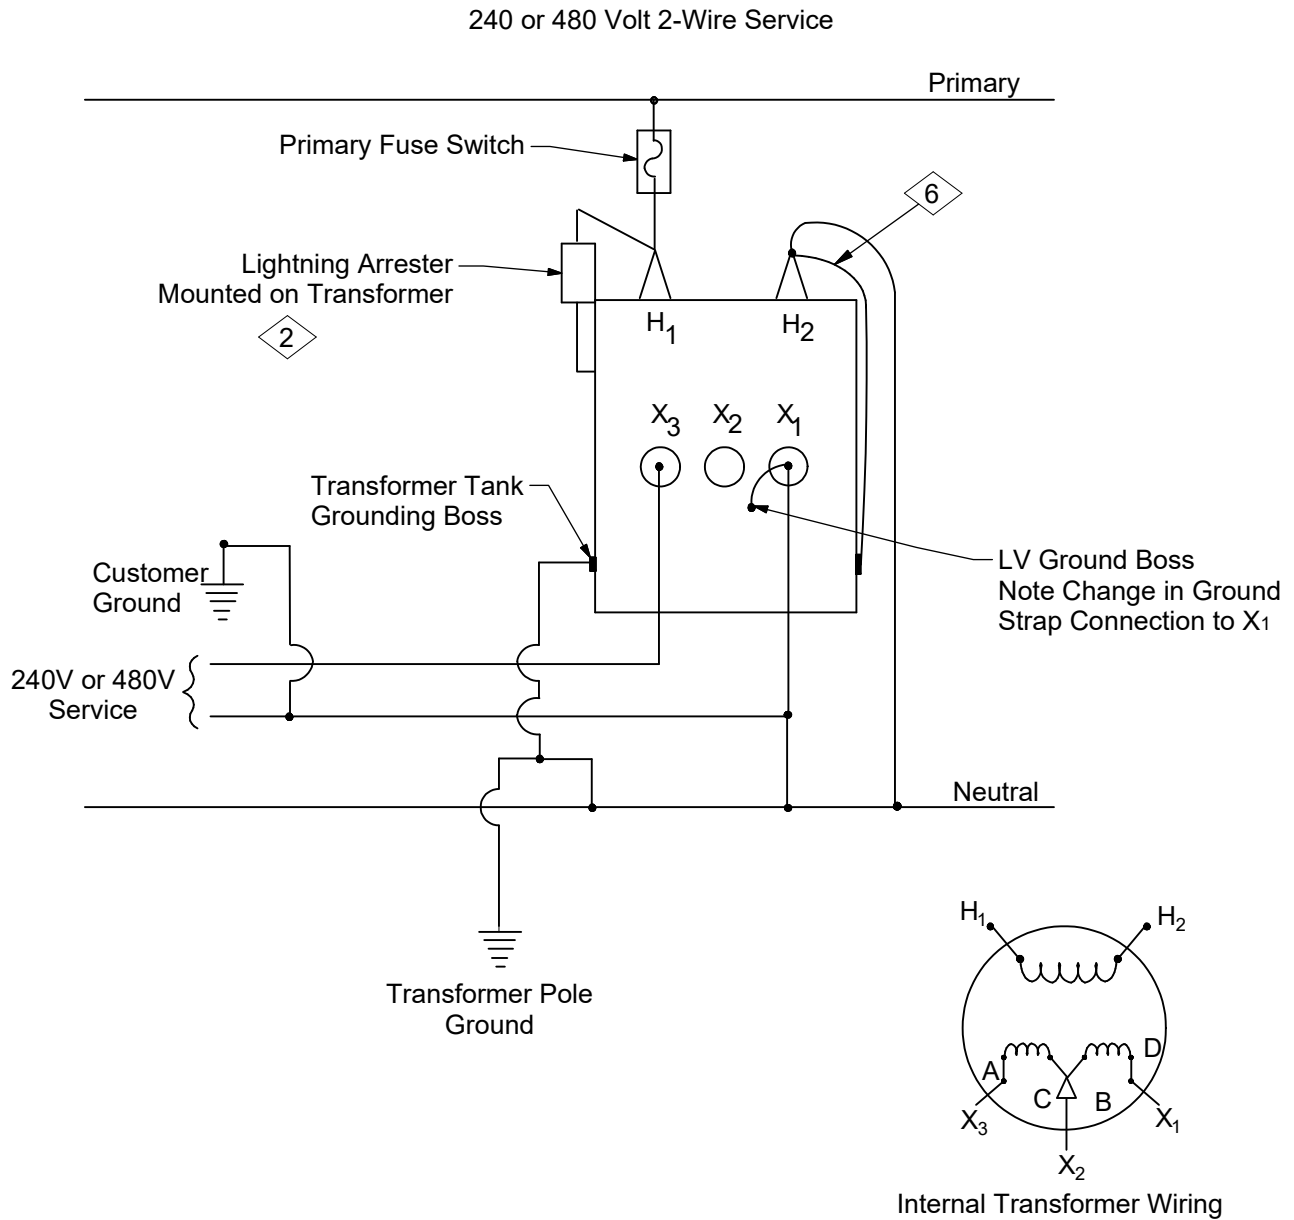 240 or 480 Volt 2-Wire Service
Primary
Primary Fuse Switch
6
Lightning Arrester
Mounted on Transformer
2
H1
H2
X3
X2
X1
Transformer Tank
Grounding Boss
LV Ground Boss
Note Change in Ground
Strap Connection to X1
Customer
Ground
240V or 480V
Service
Neutral
Transformer Pole
Ground
H1
H2
A
D
C
B
X3
X1
X2
Internal Transformer Wiring